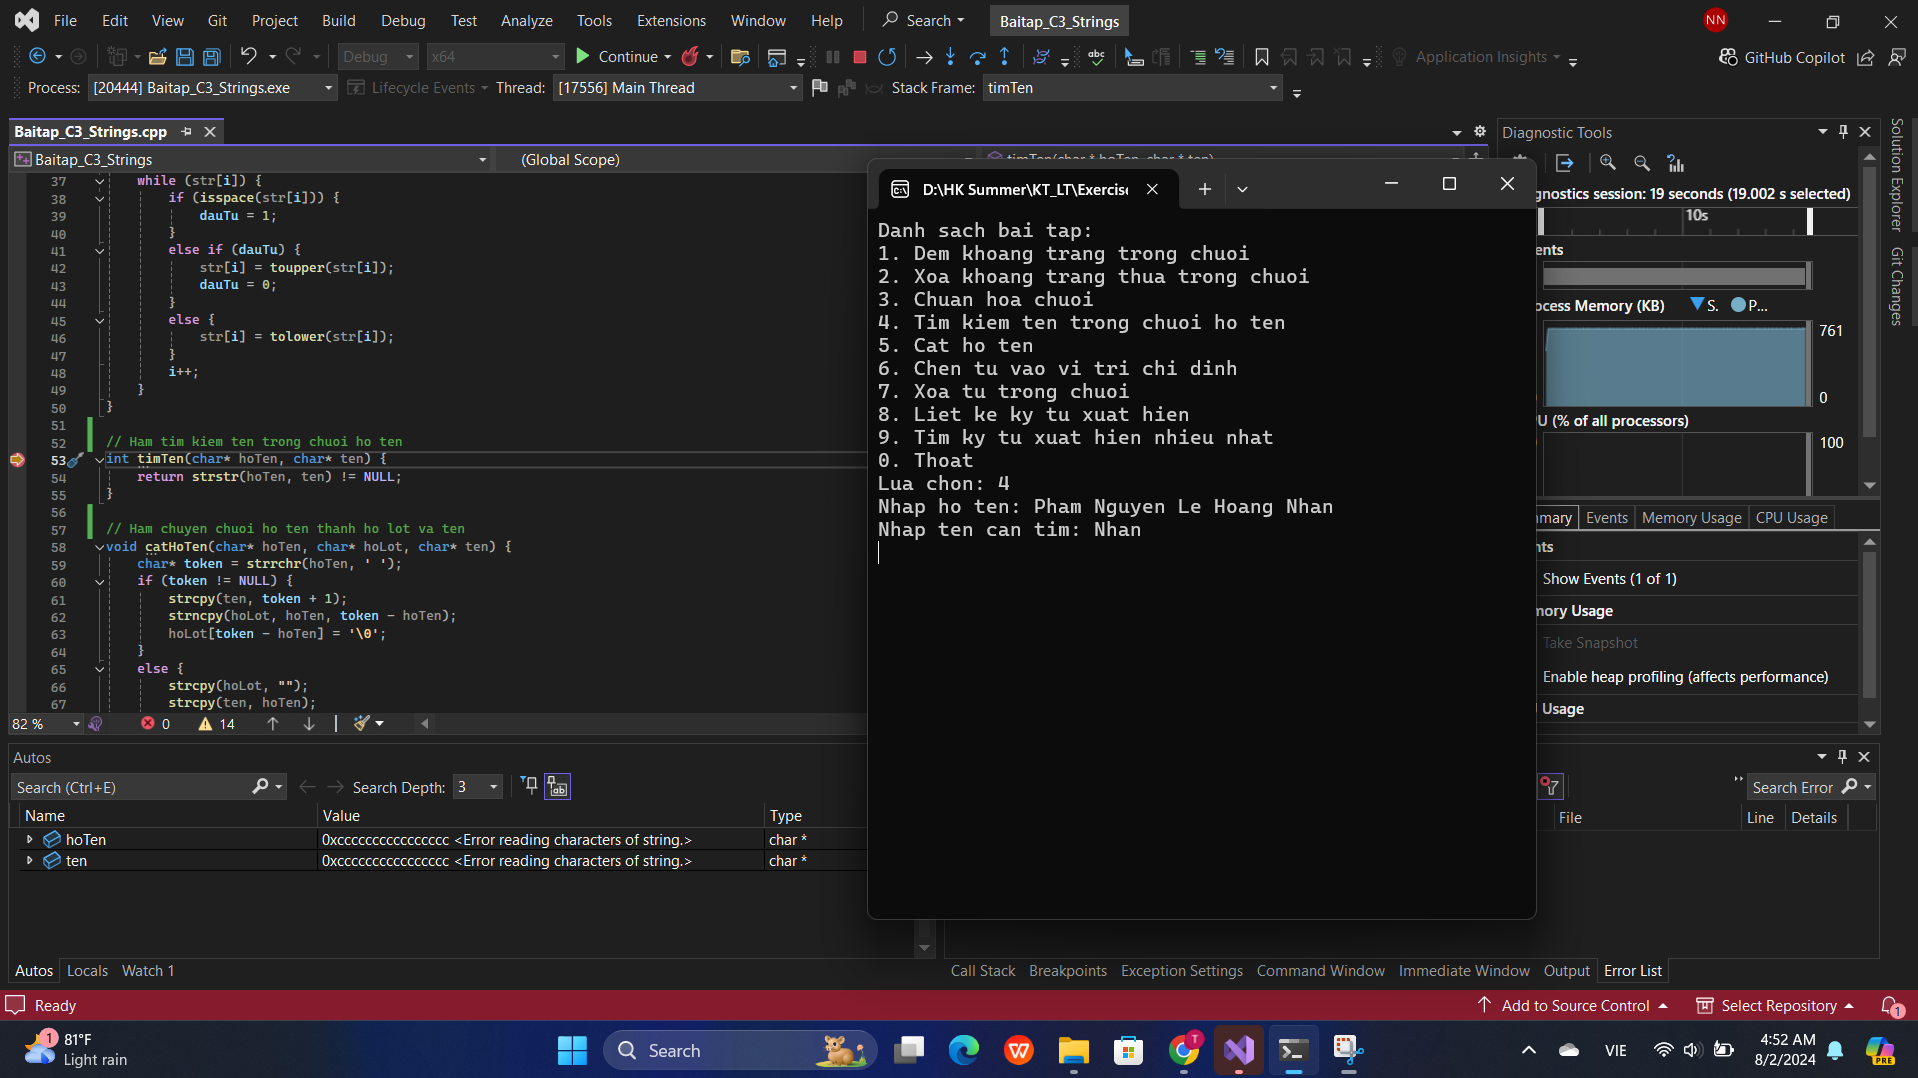 File Edit View Git Project Build Debug Test Analyze Tools Extensions Window Help Search Baitap_C3_Strings NN
Debug x64 Continue Application Insights GitHub Copilot
Process: [20444] Baitap_C3_Strings.exe Lifecycle Events Thread: [17556] Main Thread Stack Frame: timTen
Baitap_C3_Strings.cpp
Baitap_C3_Strings (Global Scope)
37 while (str[i]) {
38 if (isspace(str[i])) {
39 dauTu = 1;
40 }
41 else if (dauTu) {
42 str[i] = toupper(str[i]);
43 dauTu = 0;
44 }
45 else {
46 str[i] = tolower(str[i]);
47 }
48 i++;
49 }
50 }
51
52 // Ham tim kiem ten trong chuoi ho ten
53 int timTen(char* hoTen, char* ten) {
54 return strstr(hoTen, ten) != NULL;
55 }
56
57 // Ham chuyen chuoi ho ten thanh ho lot va ten
58 void catHoTen(char* hoTen, char* hoLot, char* ten) {
59 char* token = strrchr(hoTen, ' ');
60 if (token != NULL) {
61 strcpy(ten, token + 1);
62 strncpy(hoLot, hoTen, token - hoTen);
63 hoLot[token - hoTen] = '\0';
64 }
65 else {
66 strcpy(hoLot, "");
67 strcpy(ten, hoTen);
82 % 0 14
D:\HK Summer\KT_LT\Exercise
Danh sach bai tap:
1. Dem khoang trang trong chuoi
2. Xoa khoang trang thua trong chuoi
3. Chuan hoa chuoi
4. Tim kiem ten trong chuoi ho ten
5. Cat ho ten
6. Chen tu vao vi tri chi dinh
7. Xoa tu trong chuoi
8. Liet ke ky tu xuat hien
9. Tim ky tu xuat hien nhieu nhat
0. Thoat
Lua chon: 4
Nhap ho ten: Pham Nguyen Le Hoang Nhan
Nhap ten can tim: Nhan
Diagnostic Tools
gnostics session: 19 seconds (19.002 s selected)
10s
ents
ocess Memory (KB) S. P...
761
0
U (% of all processors)
100
mary Events Memory Usage CPU Usage
nts
Show Events (1 of 1)
mory Usage
Take Snapshot
Enable heap profiling (affects performance)
Usage
Solution Explorer
Git Changes
Autos
Search (Ctrl+E) Search Depth: 3
Name Value Type
hoTen 0xcccccccccccccccc <Error reading characters of string.> char *
ten 0xcccccccccccccccc <Error reading characters of string.> char *
Autos Locals Watch 1
Search Error
File Line Details
Call Stack Breakpoints Exception Settings Command Window Immediate Window Output Error List
Ready Add to Source Control Select Repository 1
1 81°F
Light rain
Search
T
VIE
4:52 AM
8/2/2024
PRE